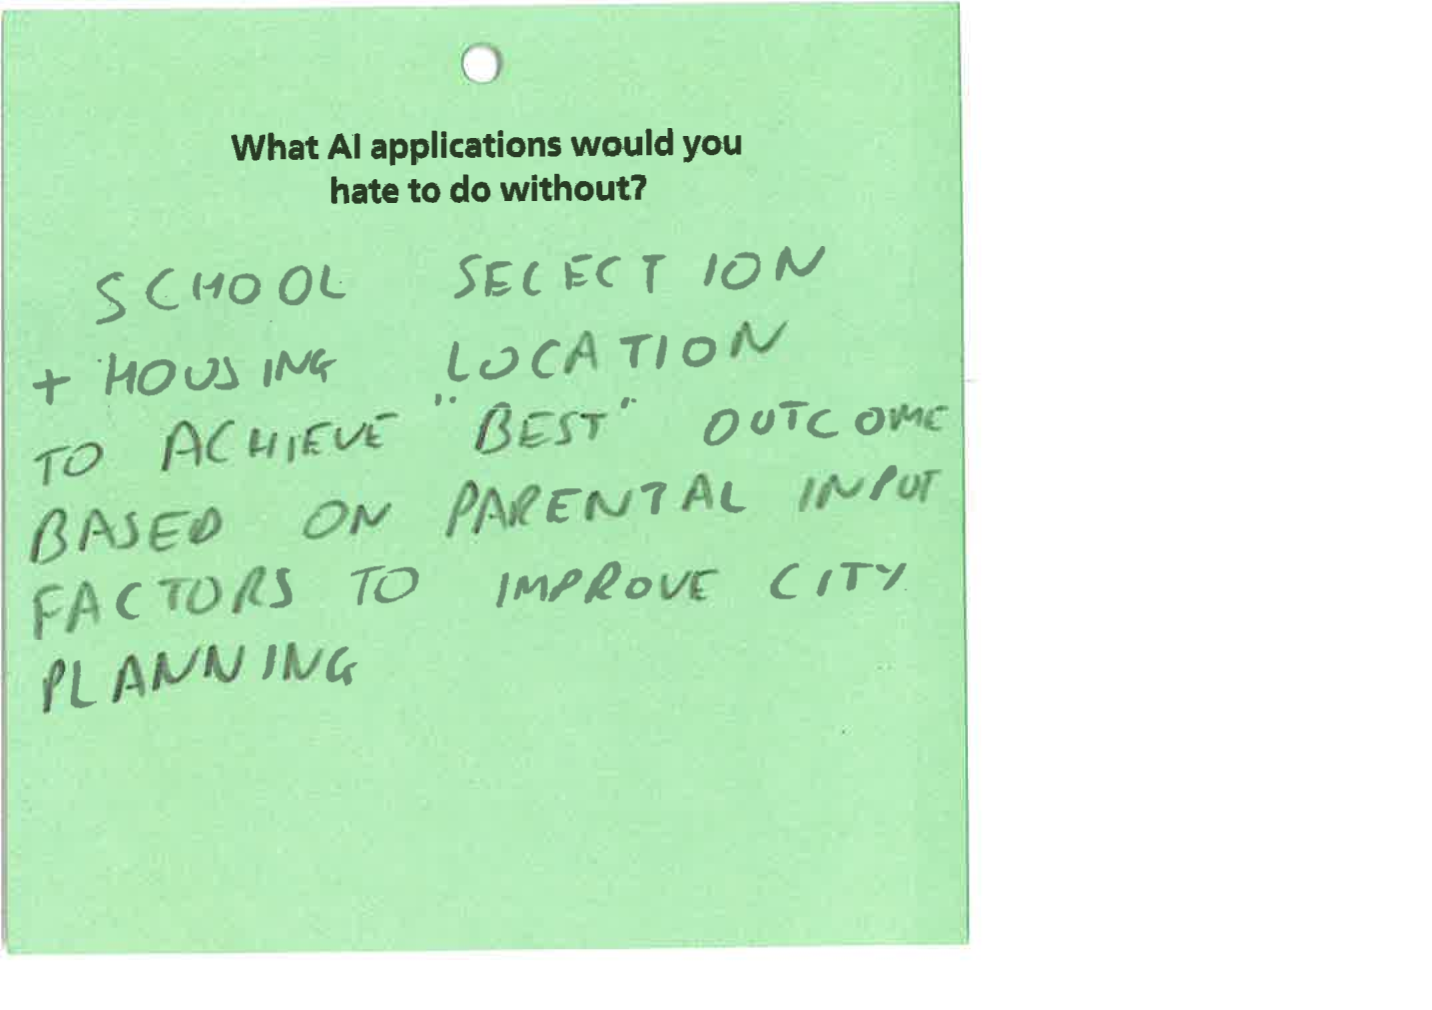 What AI applications would you
hate to do without?
SCHOOL SELECTION
+ HOUSING LOCATION
TO ACHIEVE "BEST" OUTCOME
BASED ON PARENTAL INPUT
FACTORS TO IMPROVE CITY
PLANNING